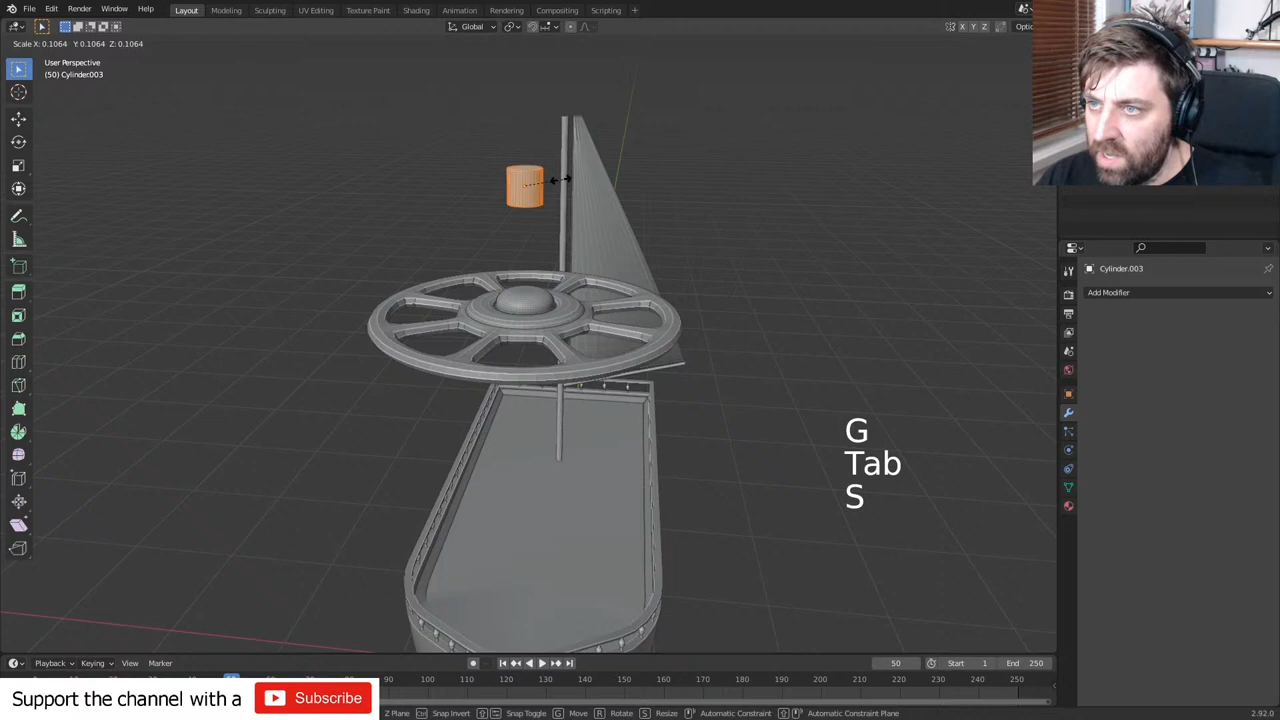 File Edit Render Window Help Layout Modeling Sculpting UV Editing Texture Paint Shading Animation Rendering Compositing Scripting +
Global X Y Z Optio
Scale X: 0.1064 Y: 0.1064 Z: 0.1064
User Perspective
(50) Cylinder.003
Cylinder.003
Add Modifier
G
Tab
S
Playback Keying View Marker 50 Start 1 End 250
50 100 110 120 130 140 150 160 170 180 190 200 210 220 230 240 250
Support the channel with a Subscribe
Z Plane Snap Invert Snap Toggle G Move R Rotate S Resize Automatic Constraint Automatic Constraint Plane 2.92.0